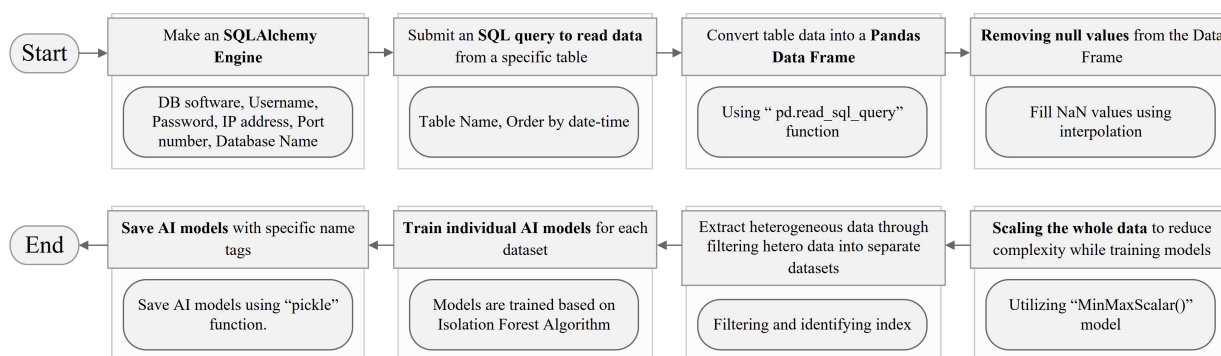 Start
Make an SQLAlchemy
Engine
DB software, Username,
Password, IP address, Port
number, Database Name
Submit an SQL query to read data
from a specific table
Table Name, Order by date-time
Convert table data into a Pandas
Data Frame
Using “ pd.read_sql_query”
function
Removing null values from the Data
Frame
Fill NaN values using
interpolation
End
Save AI models with specific name
tags
Save AI models using “pickle”
function.
Train individual AI models for each
dataset
Models are trained based on
Isolation Forest Algorithm
Extract heterogeneous data through
filtering hetero data into separate
datasets
Filtering and identifying index
Scaling the whole data to reduce
complexity while training models
Utilizing “MinMaxScalar()”
model